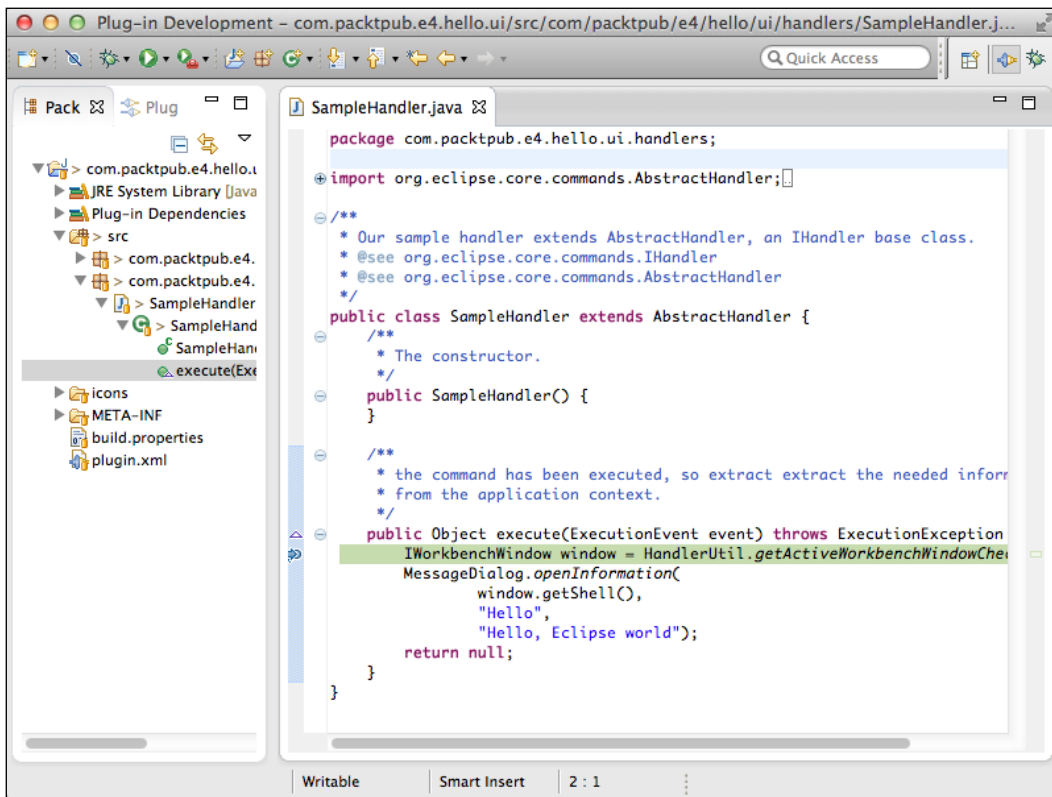 Plug-in Development – com.packtpub.e4.hello.ui/src/com/packtpub/e4/hello/ui/handlers/SampleHandler.j...
Quick Access
Pack
Plug
> com.packtpub.e4.hello.u
JRE System Library [Java
Plug-in Dependencies
> src
> com.packtpub.e4.
> com.packtpub.e4.
> SampleHandler
> SampleHand
SampleHan
execute(Exe
icons
META-INF
build.properties
plugin.xml
SampleHandler.java
package com.packtpub.e4.hello.ui.handlers;
import org.eclipse.core.commands.AbstractHandler;
/**
* Our sample handler extends AbstractHandler, an IHandler base class.
* @see org.eclipse.core.commands.IHandler
* @see org.eclipse.core.commands.AbstractHandler
*/
public class SampleHandler extends AbstractHandler {
/**
* The constructor.
*/
public SampleHandler() {
}
/**
* the command has been executed, so extract extract the needed inform
* from the application context.
*/
public Object execute(ExecutionEvent event) throws ExecutionException
IWorkbenchWindow window = HandlerUtil.getActiveWorkbenchWindowChe
MessageDialog.openInformation(
window.getShell(),
"Hello",
"Hello, Eclipse world");
return null;
}
}
Writable
Smart Insert
2 : 1